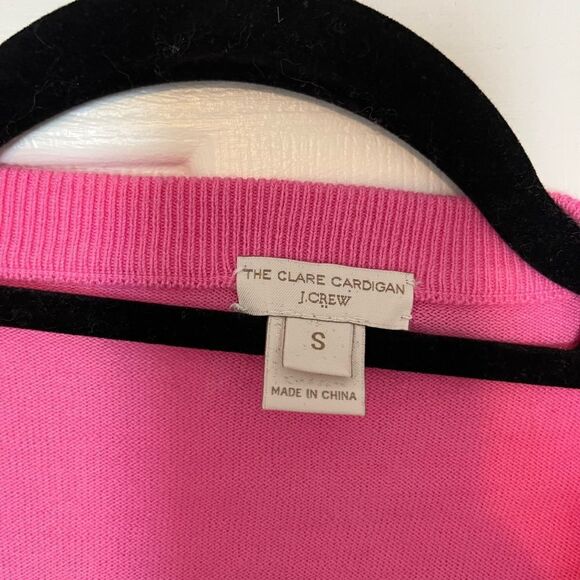 THE CLARE CARDIGAN
J.CREW
S
MADE IN CHINA